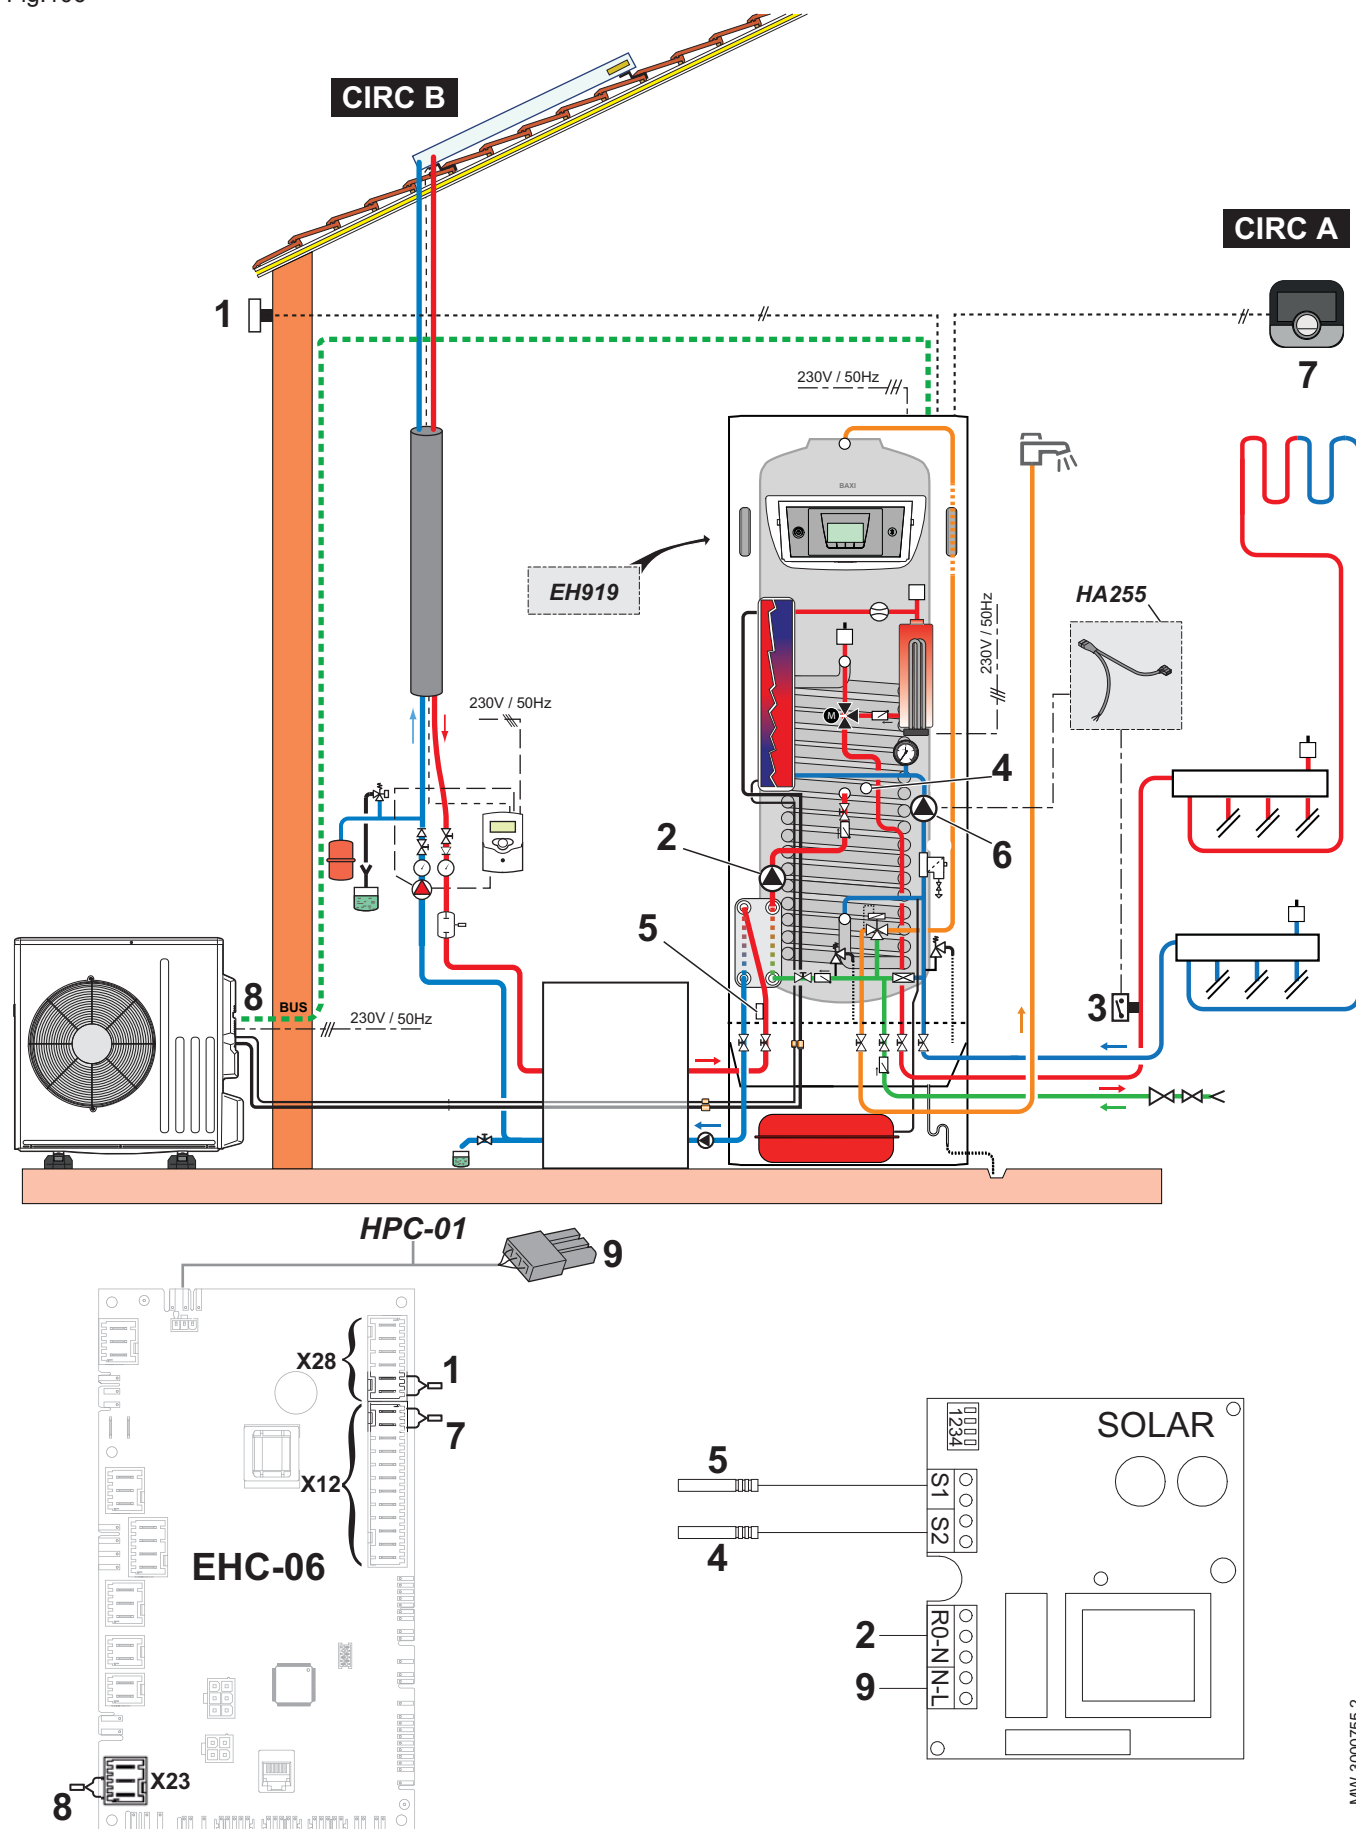 CIRC B
CIRC A
1
7
230V / 50Hz
BAXI
EH919
HA255
230V / 50Hz
230V / 50Hz
M
4
2
6
5
3
8
BUS
230V / 50Hz
HPC-01
9
X28
1
7
X12
EHC-06
X23
8
SOLAR
1234
5
S1
S2
4
2
R0-N
9
N-L